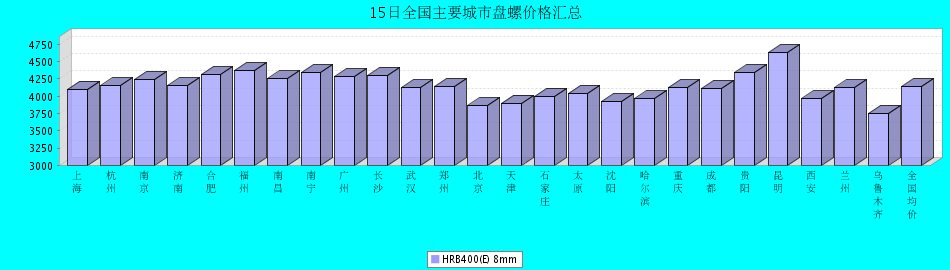 15日全国主要城市盘螺价格汇总
4750
4500
4250
4000
3750
3500
3250
3000
上海
杭州
南京
济南
合肥
福州
南昌
南宁
广州
长沙
武汉
郑州
北京
天津
石家庄
太原
沈阳
哈尔滨
重庆
成都
贵阳
昆明
西安
兰州
乌鲁木齐
全国均价
HRB400(E) 8mm